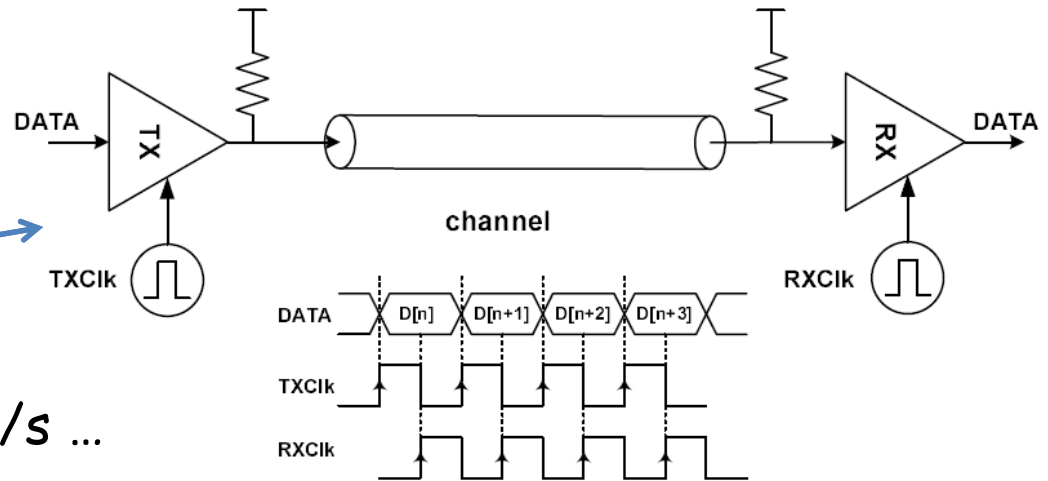 DATA
TX
TXClk
channel
RX
DATA
RXClk
DATA D[n] D[n+1] D[n+2] D[n+3]
TXClk
RXClk
/s ...